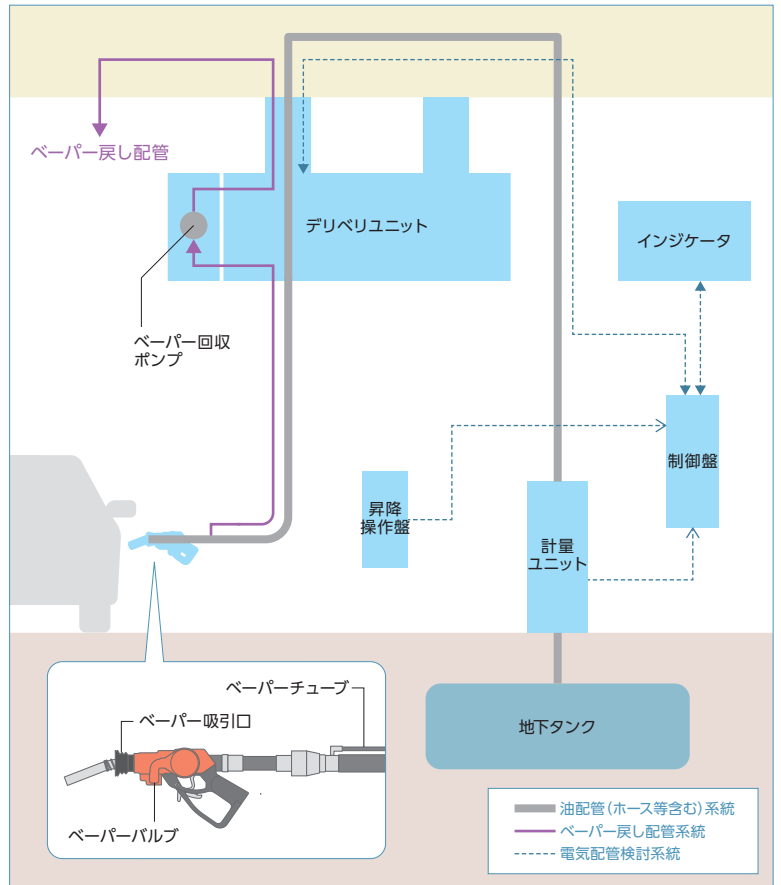 ベーパー戻し配管
デリベリユニット
インジケータ
ベーパー回収
ポンプ
制御盤
昇降
操作盤
計量
ユニット
ベーパーチューブ
ベーパー吸引口
ベーパーバルブ
地下タンク
油配管(ホース等含む)系統
ベーパー戻し配管系統
電気配管検討系統